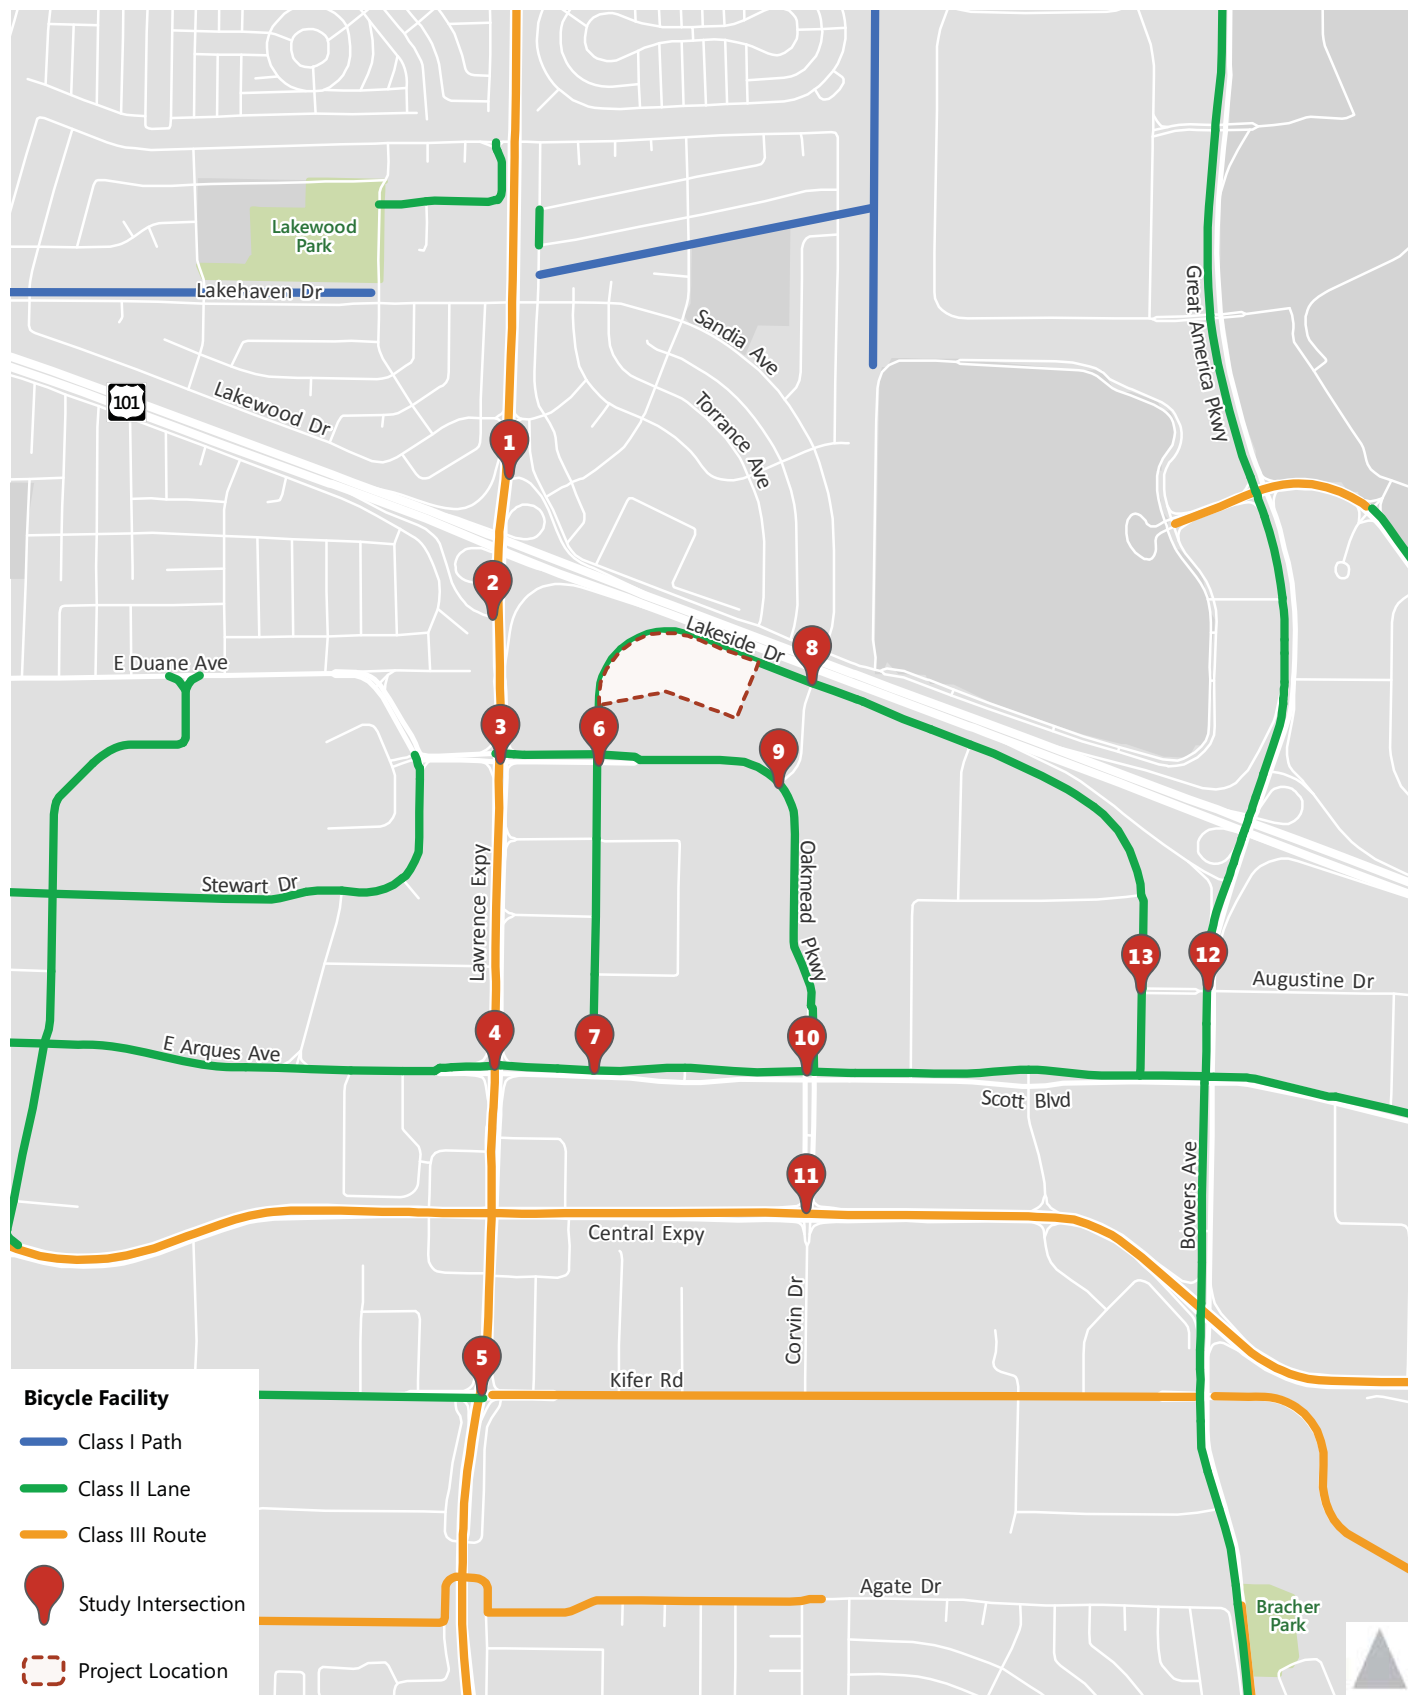 Lakewood
Park
Lakehaven Dr
Great America Pkwy
Sandia Ave
101
Lakewood Dr
Torrance Ave
1
2
Lakeside Dr
8
E Duane Ave
3
6
9
Lawrence Expy
Oakmead Pkwy
Stewart Dr
13
12
Augustine Dr
4
7
10
E Arques Ave
Scott Blvd
11
Bowers Ave
Central Expy
Corvin Dr
5
Kifer Rd
Bicycle Facility
Class I Path
Class II Lane
Class III Route
Study Intersection
Project Location
Agate Dr
Bracher
Park